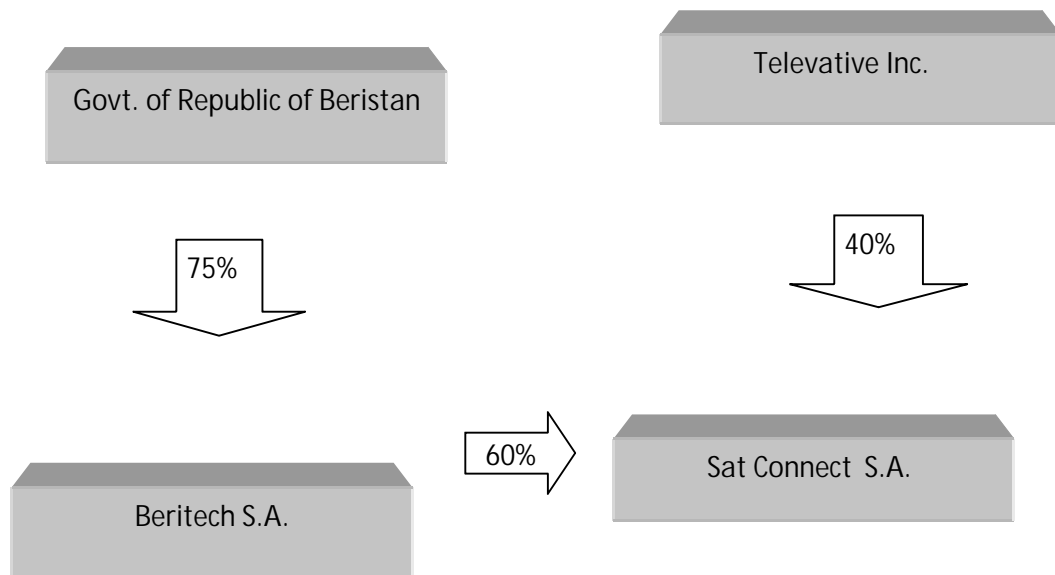 Govt. of Republic of Beristan
Televative Inc.
75%
40%
60%
Beritech S.A.
Sat Connect S.A.